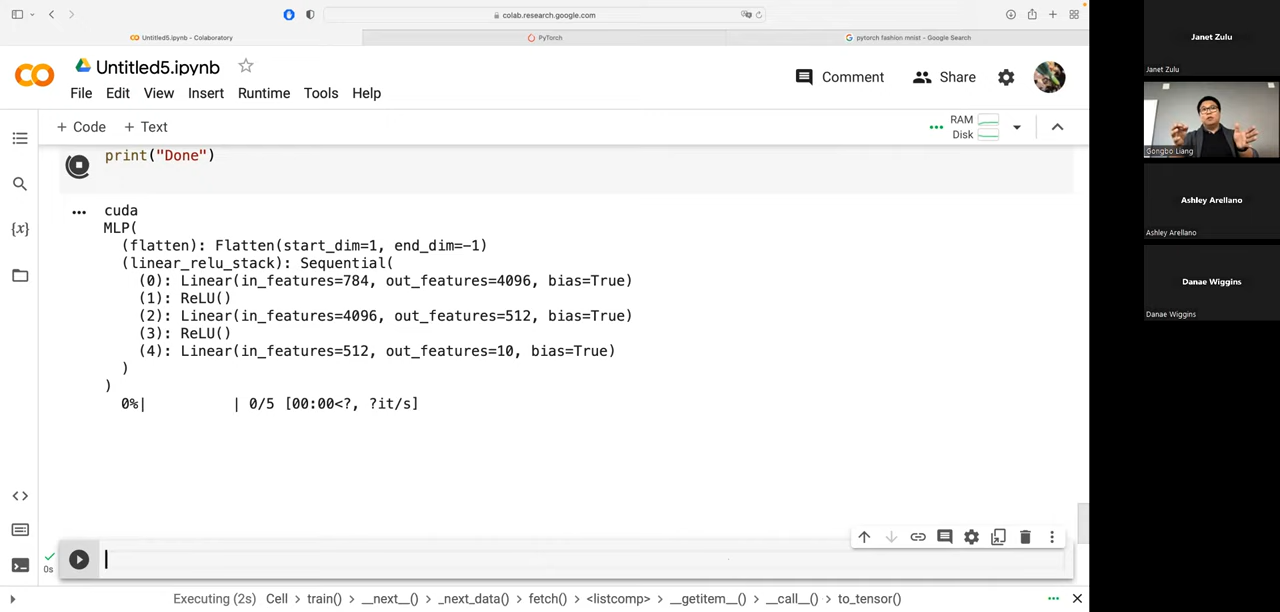 colab.research.google.com
Untitled5.ipynb - Colaboratory
PyTorch
pytorch fashion mnist - Google Search
Untitled5.ipynb
File Edit View Insert Runtime Tools Help
Comment Share
+ Code + Text
RAM
Disk
print("Done")
cuda
MLP(
(flatten): Flatten(start_dim=1, end_dim=-1)
(linear_relu_stack): Sequential(
(0): Linear(in_features=784, out_features=4096, bias=True)
(1): ReLU()
(2): Linear(in_features=4096, out_features=512, bias=True)
(3): ReLU()
(4): Linear(in_features=512, out_features=10, bias=True)
)
)
0%| | 0/5 [00:00<?, ?it/s]
0s
Executing (2s) Cell > train() > __next__() > _next_data() > fetch() > <listcomp> > __getitem__() > __call__() > to_tensor()
Janet Zulu
Janet Zulu
Gongbo Liang
Ashley Arellano
Ashley Arellano
Danae Wiggins
Danae Wiggins